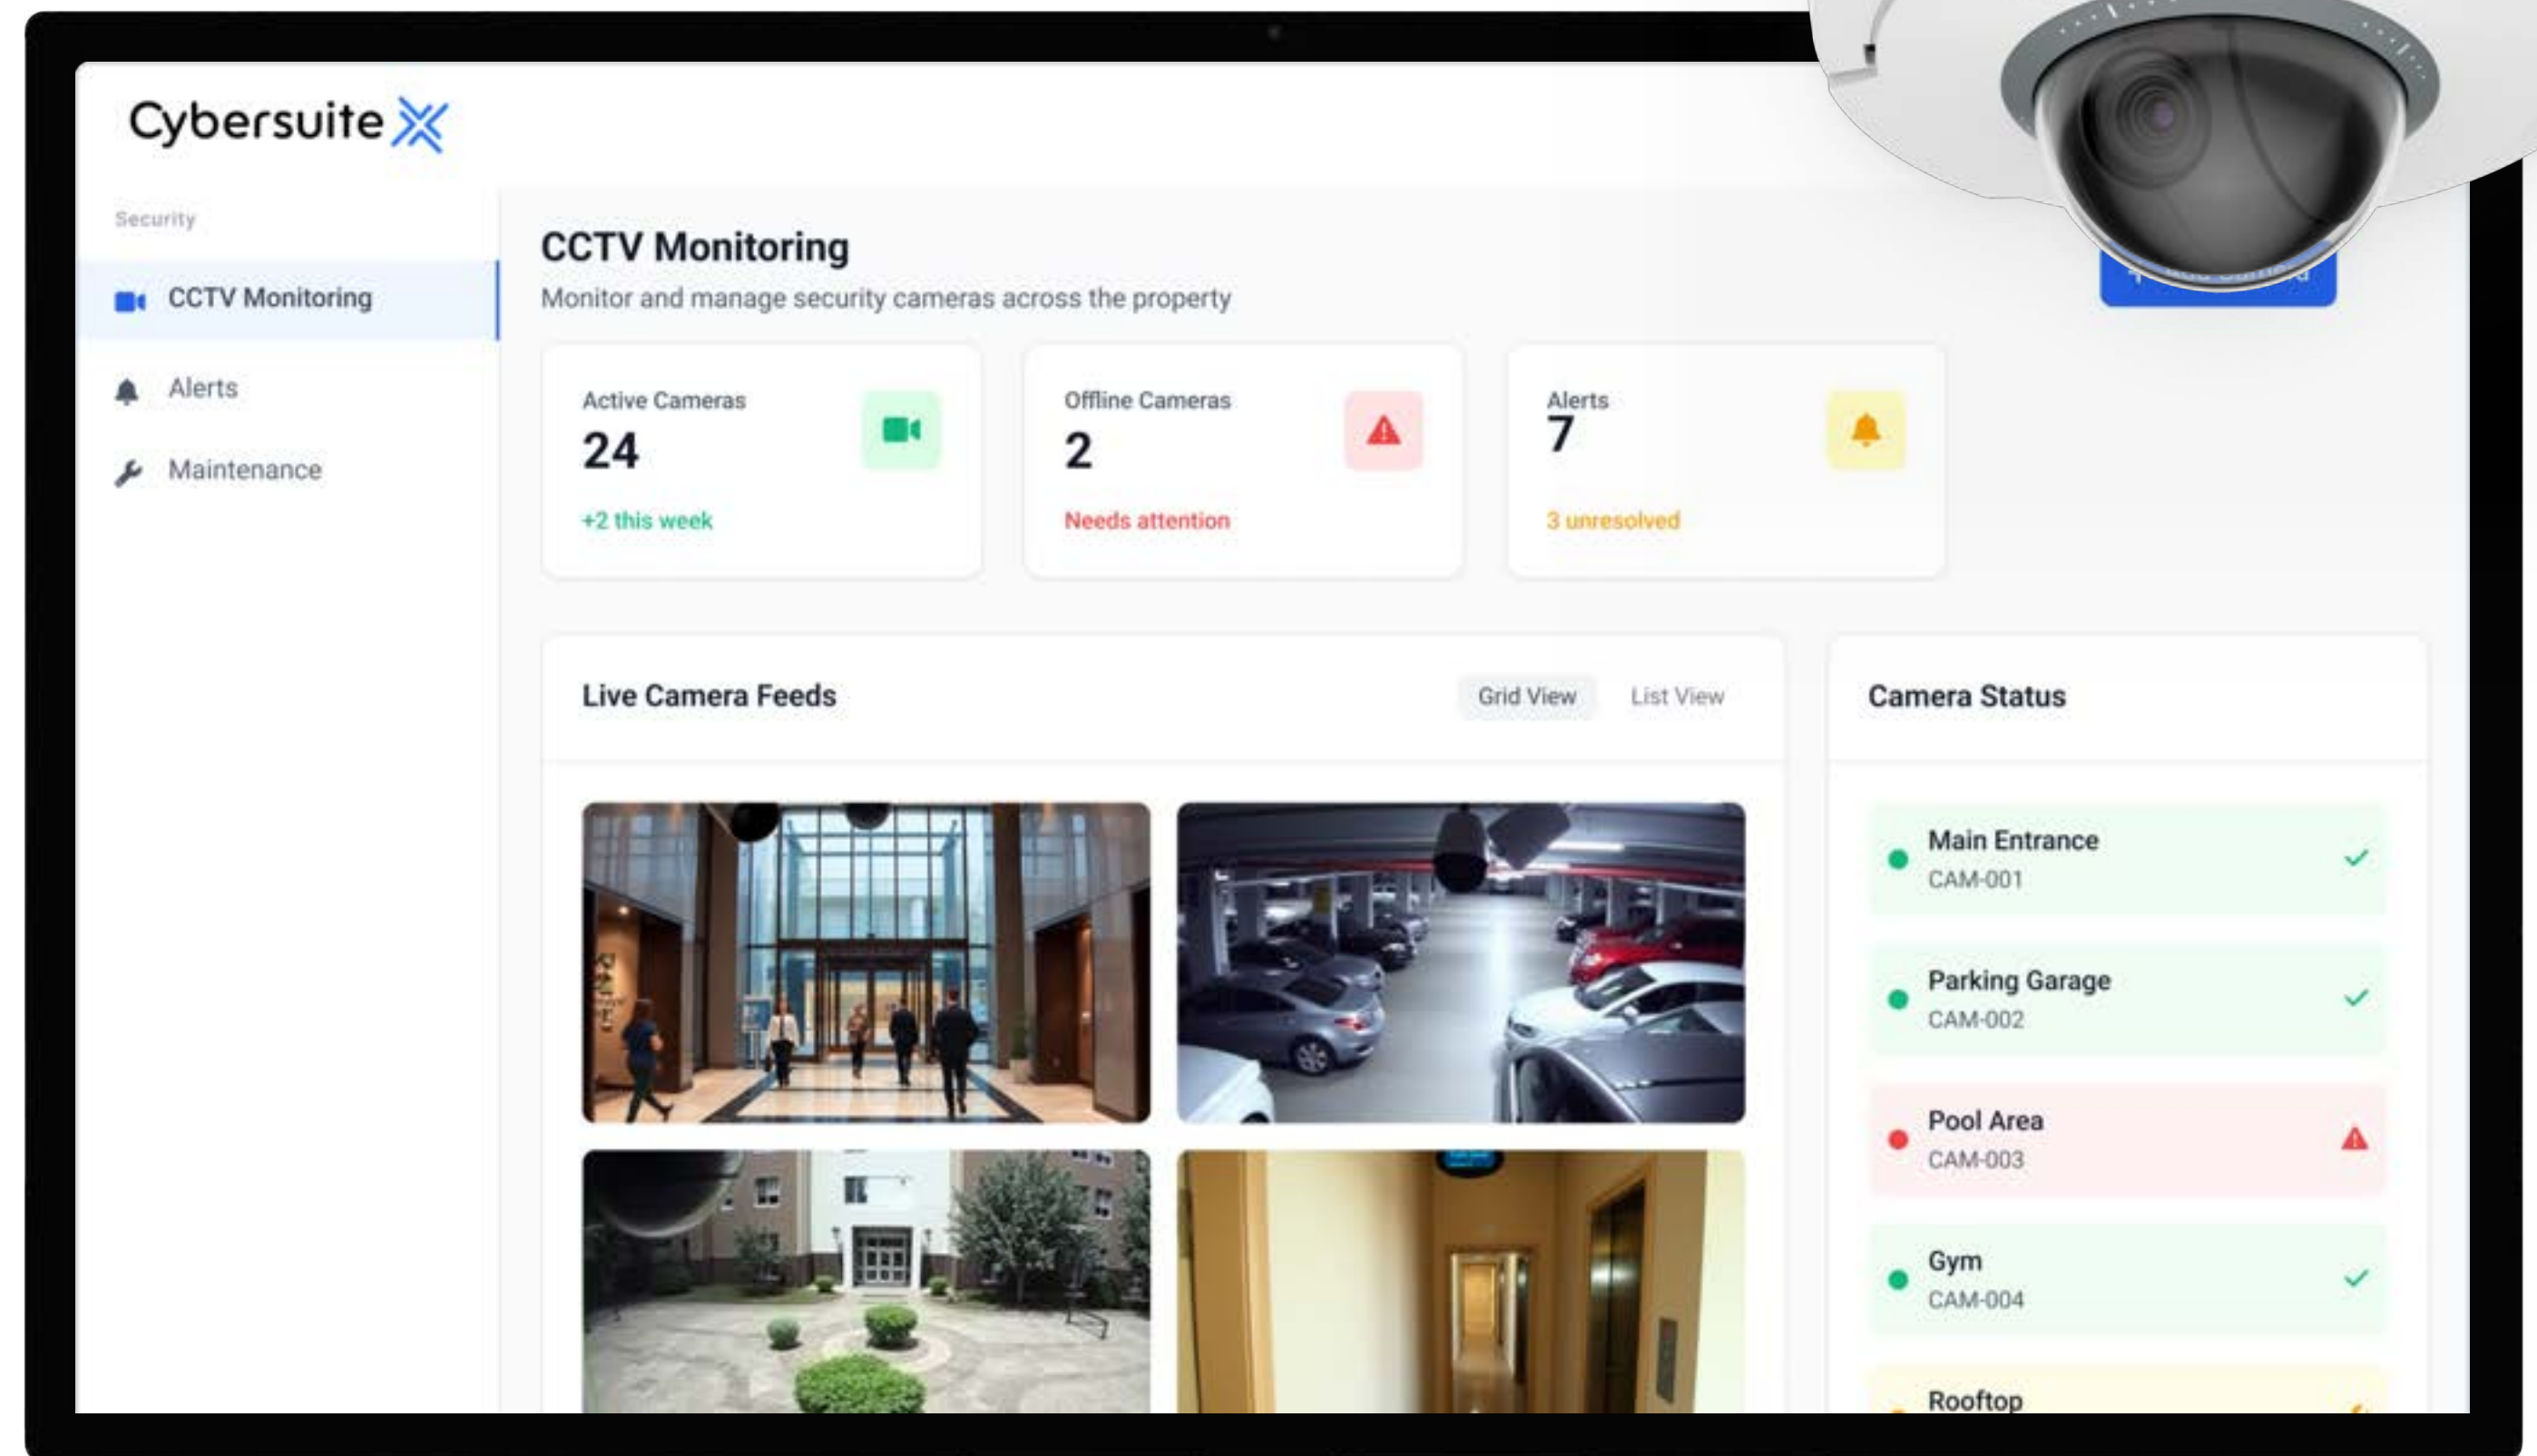 Cybersuite
Security
CCTV Monitoring
Alerts
Maintenance
CCTV Monitoring
Monitor and manage security cameras across the property
Active Cameras
24
+2 this week
Offline Cameras
2
Needs attention
Alerts
7
3 unresolved
Live Camera Feeds
Grid View
List View
Camera Status
Main Entrance
CAM-001
Parking Garage
CAM-002
Pool Area
CAM-003
Gym
CAM-004
Rooftop